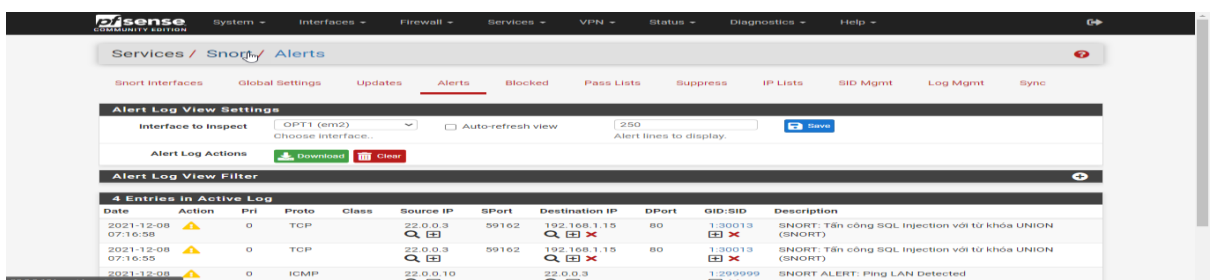 pfsense System Interfaces Firewall Services VPN Status Diagnostics Help
COMMUNITY EDITION
Services / Snort / Alerts
Snort Interfaces Global Settings Updates Alerts Blocked Pass Lists Suppress IP Lists SID Mgmt Log Mgmt Sync
Alert Log View Settings
Interface to Inspect OPT1 (em2) Auto-refresh view 250 Save
Choose interface.. Alert lines to display.
Alert Log Actions Download Clear
Alert Log View Filter
4 Entries in Active Log
Date Action Pri Proto Class Source IP SPort Destination IP DPort GID:SID Description
2021-12-08 0 TCP 22.0.0.3 59162 192.168.1.15 80 1:30013 SNORT: Tấn công SQL Injection với từ khóa UNION
07:16:58 (SNORT)
2021-12-08 0 TCP 22.0.0.3 59162 192.168.1.15 80 1:30013 SNORT: Tấn công SQL Injection với từ khóa UNION
07:16:55 (SNORT)
2021-12-08 0 ICMP 22.0.0.10 22.0.0.3 1:299999 SNORT ALERT: Ping LAN Detected